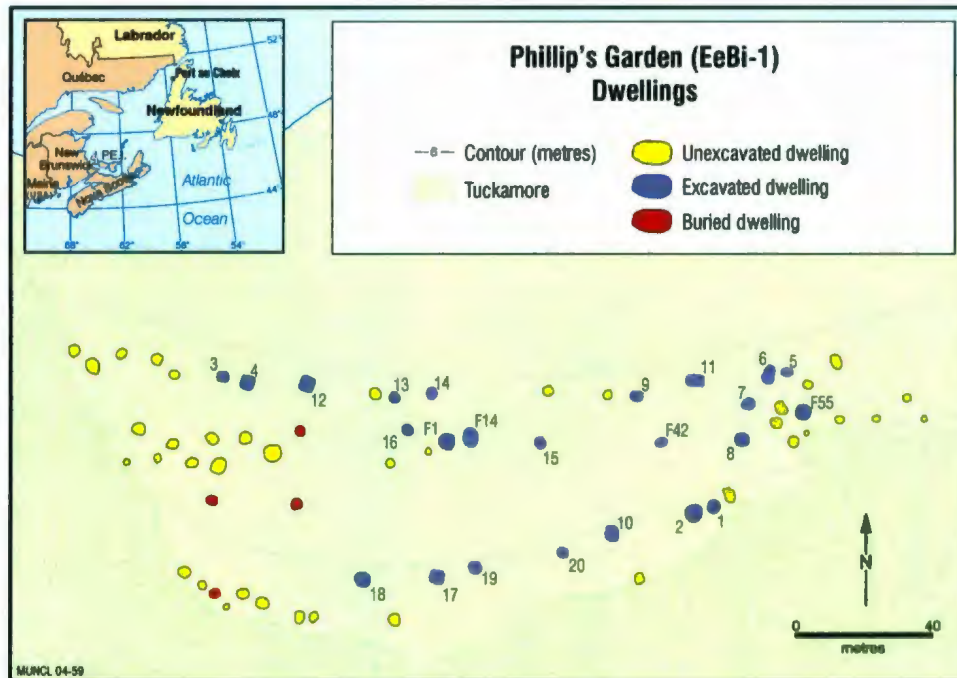 Labrador
52°
Québec
Port au Choix
Newfoundland
48°
New
Brunswick
P.E.I.
Nova Scotia
Maine
(USA)
Atlantic
Ocean
44°
66°
62°
58°
54°
Phillip's Garden (EeBi-1)
Dwellings
6 Contour (metres)
Tuckamore
Unexcavated dwelling
Excavated dwelling
Buried dwelling
3
4
12
13
14
9
11
6
5
7
F55
16
F1
F14
15
F42
8
2
1
10
20
19
17
18
N
0
40
metres
MUNCL 04-59